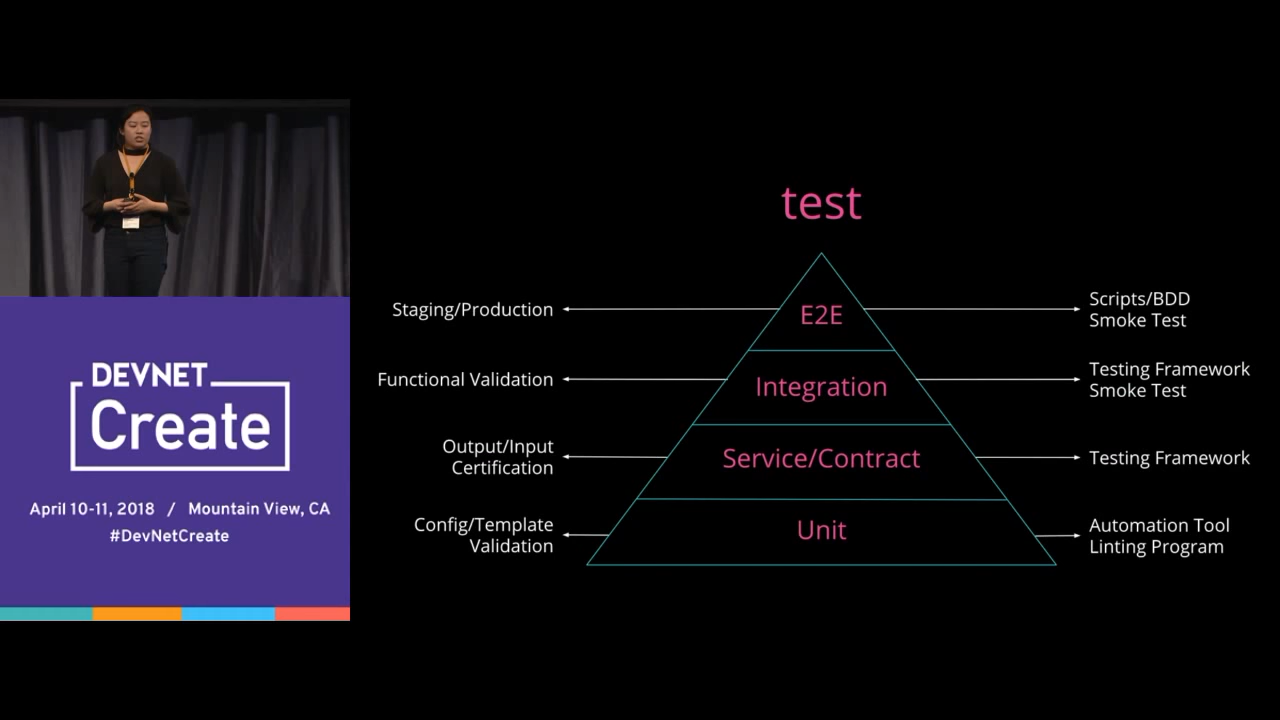 DEVNET
Create
April 10-11, 2018 / Mountain View, CA
#DevNetCreate
test
Staging/Production
E2E
Scripts/BDD
Smoke Test
Functional Validation
Integration
Testing Framework
Smoke Test
Output/Input
Certification
Service/Contract
Testing Framework
Config/Template
Validation
Unit
Automation Tool
Linting Program